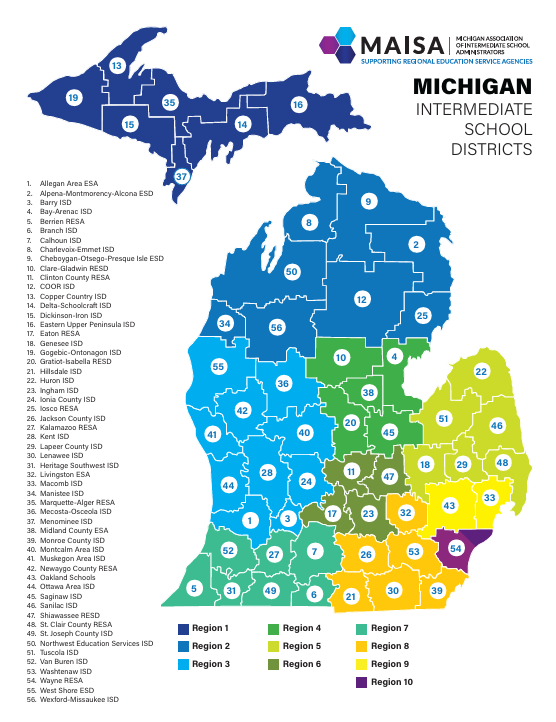 MAISA
MICHIGAN ASSOCIATION
OF INTERMEDIATE SCHOOL
ADMINISTRATORS
SUPPORTING REGIONAL EDUCATION SERVICE AGENCIES
MICHIGAN
INTERMEDIATE
SCHOOL
DISTRICTS
13
19
35
15
14
16
37
1. Allegan Area ESA
2. Alpena-Montmorency-Alcona ESD
3. Barry ISD
4. Bay-Arenac ISD
5. Berrien RESA
6. Branch ISD
7. Calhoun ISD
8. Charlevoix-Emmet ISD
9. Cheboygan-Otsego-Presque Isle ESD
10. Clare-Gladwin RESD
11. Clinton County RESA
12. COOR ISD
13. Copper Country ISD
14. Delta-Schoolcraft ISD
15. Dickinson-Iron ISD
16. Eastern Upper Peninsula ISD
17. Eaton RESA
18. Genesee ISD
19. Gogebic-Ontonagon ISD
20. Gratiot-Isabella RESD
21. Hillsdale ISD
22. Huron ISD
23. Ingham ISD
24. Ionia County ISD
25. Iosco RESA
26. Jackson County ISD
27. Kalamazoo RESA
28. Kent ISD
29. Lapeer County ISD
30. Lenawee ISD
31. Heritage Southwest ISD
32. Livingston ESA
33. Macomb ISD
34. Manistee ISD
35. Marquette-Alger RESA
36. Mecosta-Osceola ISD
37. Menominee ISD
38. Midland County ESA
39. Monroe County ISD
40. Montcalm Area ISD
41. Muskegon Area ISD
42. Newaygo County RESA
43. Oakland Schools
44. Ottawa Area ISD
45. Saginaw ISD
46. Sanilac ISD
47. Shiawassee RESD
48. St. Clair County RESA
49. St. Joseph County ISD
50. Northwest Education Services ISD
51. Tuscola ISD
52. Van Buren ISD
53. Washtenaw ISD
54. Wayne RESA
55. West Shore ESD
56. Wexford-Missaukee ISD
9
8
2
50
12
25
34
56
10
4
55
22
36
38
42
51
46
20
41
40
45
18
29
48
11
47
28
24
44
33
43
17
23
32
1
3
52
27
7
26
53
54
5
31
49
6
21
30
39
Region 1
Region 2
Region 3
Region 4
Region 5
Region 6
Region 7
Region 8
Region 9
Region 10